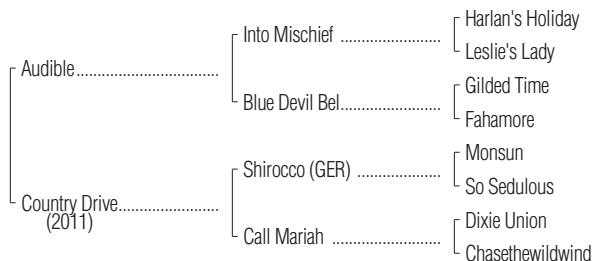 Harlan's Holiday
Into Mischief ....................
Leslie's Lady
Audible............................
Gilded Time
Blue Devil Bel....................
Fahamore
Monsun
Shirocco (GER) .................
So Sedulous
Country Drive....................
(2011)
Dixie Union
Call Mariah ......................
Chasethewildwind